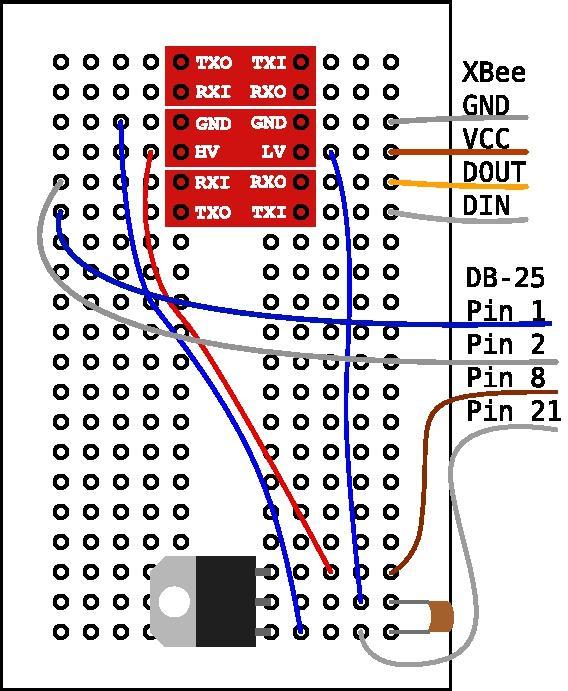 TXO TXI
RXI RXO
GND GND
HV LV
RXI RXO
TXO TXI
XBee
GND
VCC
DOUT
DIN
DB-25
Pin 1
Pin 2
Pin 8
Pin 21